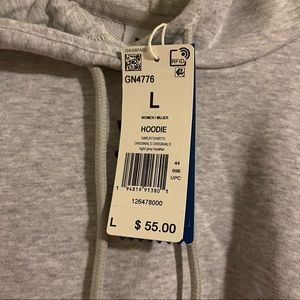 RFID
GN4776
L
WOMEN / MUJER
HOODIE
SWEATSHIRTS
ORIGINALS-ORIGINALS
light grey heather
44
696
UPC
1 94819 91380 1
126478000
L $ 55.00